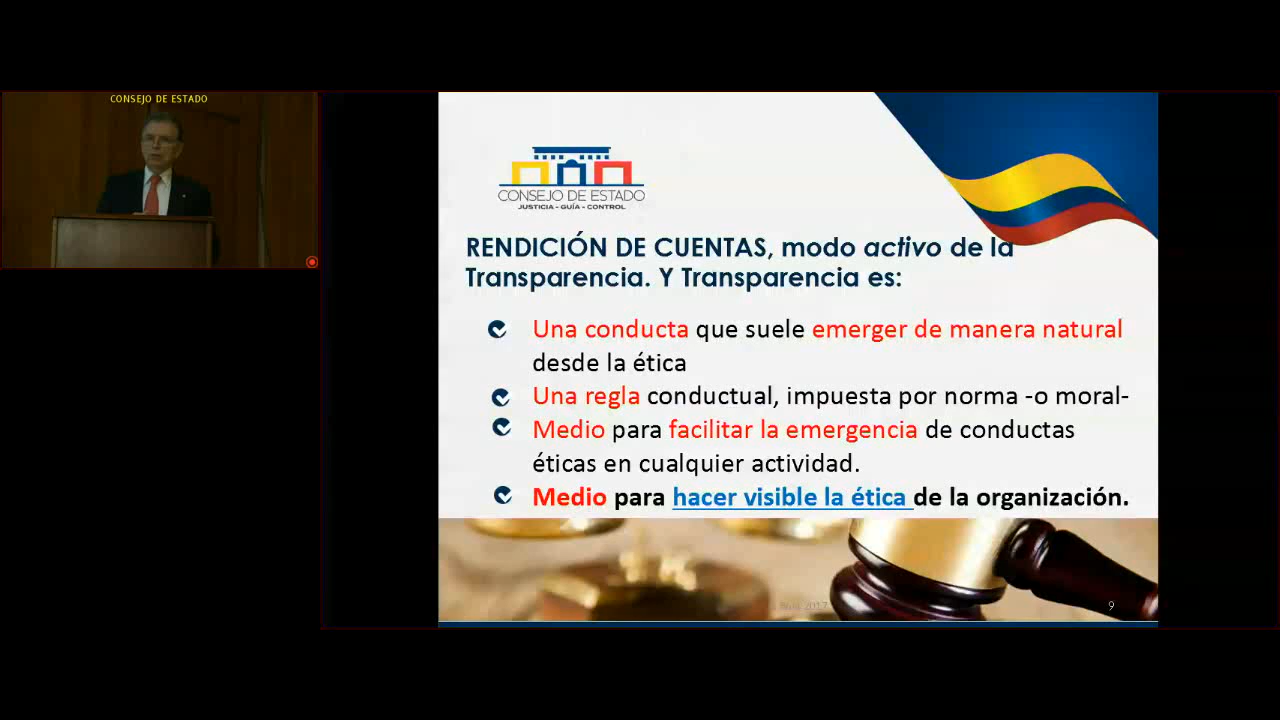 CONSEJO DE ESTADO
CONSEJO DE ESTADO
JUSTICIA - GUÍA - CONTROL
RENDICIÓN DE CUENTAS, modo activo de la
Transparencia. Y Transparencia es:
Una conducta que suele emerger de manera natural
desde la ética
Una regla conductual, impuesta por norma -o moral-
Medio para facilitar la emergencia de conductas
éticas en cualquier actividad.
Medio para hacer visible la ética de la organización.
2017
9